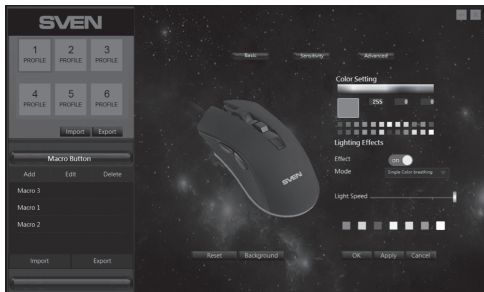 SVEN
1 2 3
PROFILE PROFILE PROFILE
4 5 6
PROFILE PROFILE PROFILE
Import Export
Macro Button
Add Edit Delete
Macro 3
Macro 1
Macro 2
Import Export
Basic Sensitivity Advanced
SVEN
Reset Background
Color Setting
255 0 0
Lighting Effects
Effect on
Mode Single Color breathing
Light Speed
OK Apply Cancel